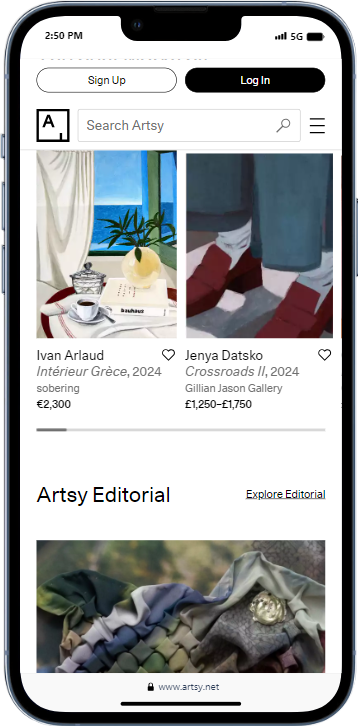 2:50 PM
5G
Sign Up
Log In
A
Search Artsy
bauhaus
Ivan Arlaud
Intérieur Grèce, 2024
sobering
€2,300
Jenya Datsko
Crossroads II, 2024
Gillian Jason Gallery
£1,250–£1,750
Artsy Editorial
Explore Editorial
www.artsy.net